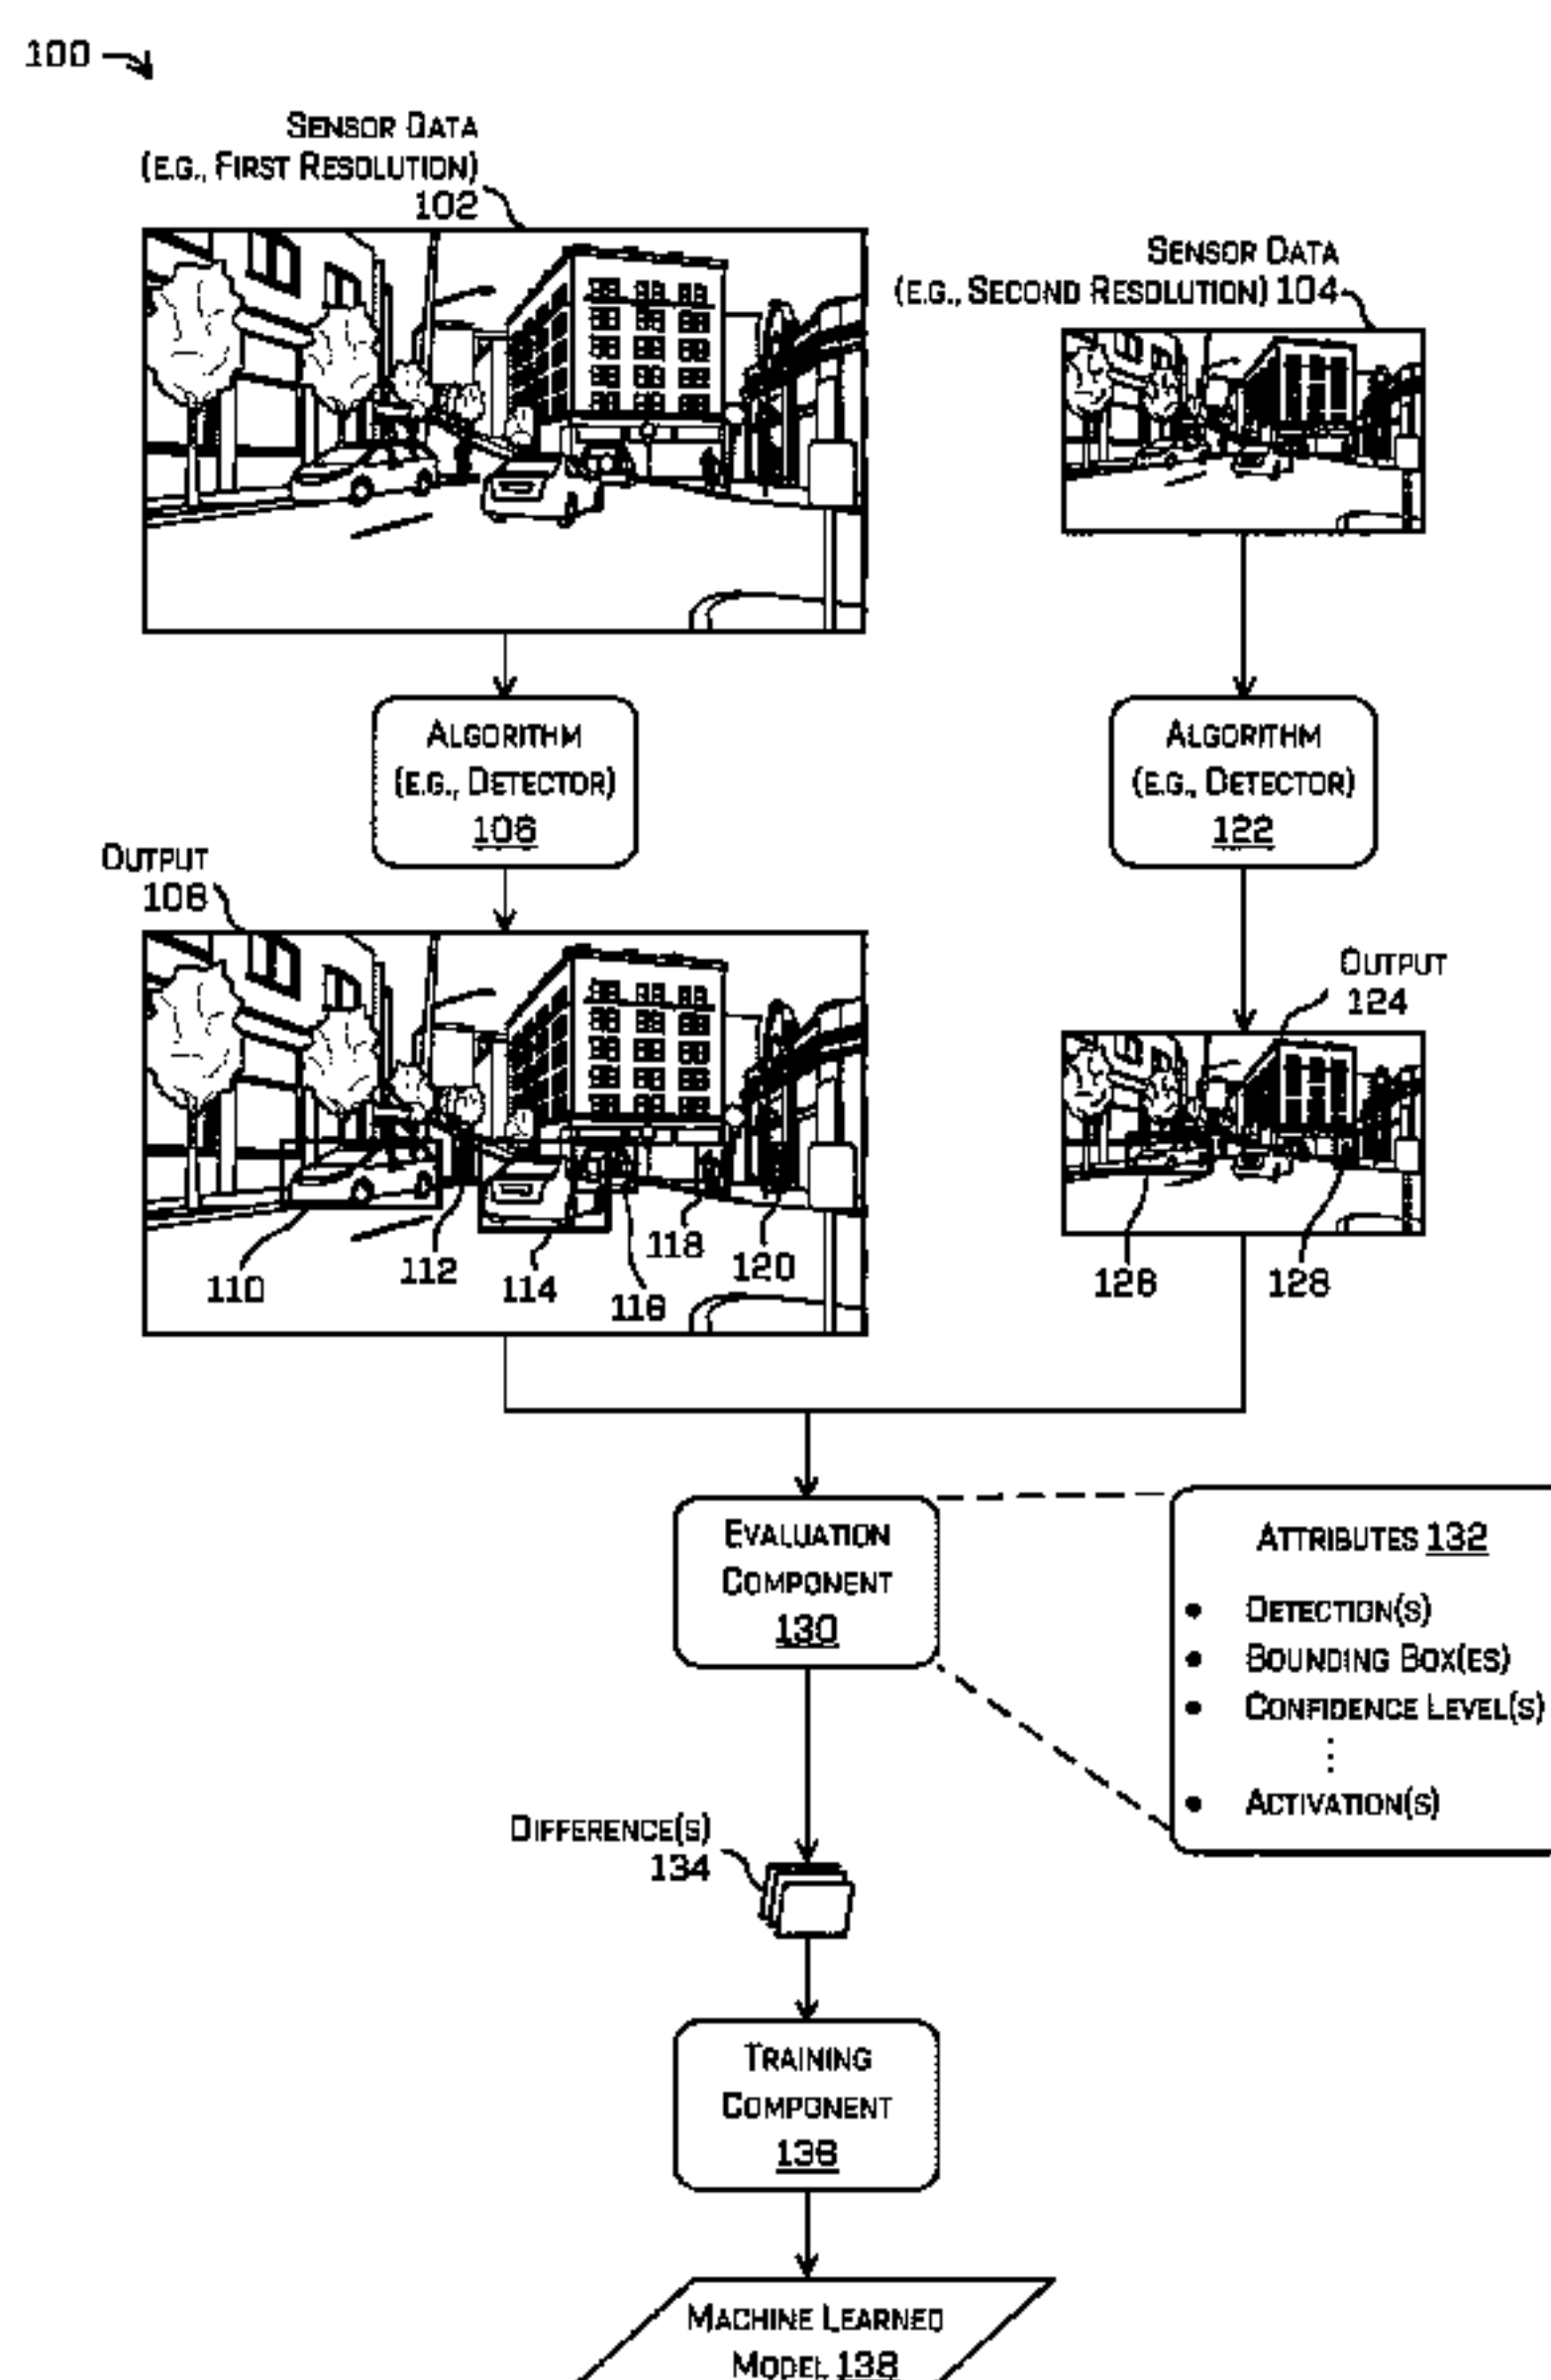 100
SENSOR DATA
(E.G., FIRST RESOLUTION)
102
SENSOR DATA
(E.G., SECOND RESOLUTION) 104
ALGORITHM
(E.G., DETECTOR)
106
ALGORITHM
(E.G., DETECTOR)
122
OUTPUT
108
OUTPUT
124
110
112
114
116
118
120
126
128
EVALUATION
COMPONENT
130
ATTRIBUTES 132
• DETECTION(S)
• BOUNDING BOX(ES)
• CONFIDENCE LEVEL(S)
⋮
• ACTIVATION(S)
DIFFERENCE(S)
134
TRAINING
COMPONENT
136
MACHINE LEARNED
MODEL 138